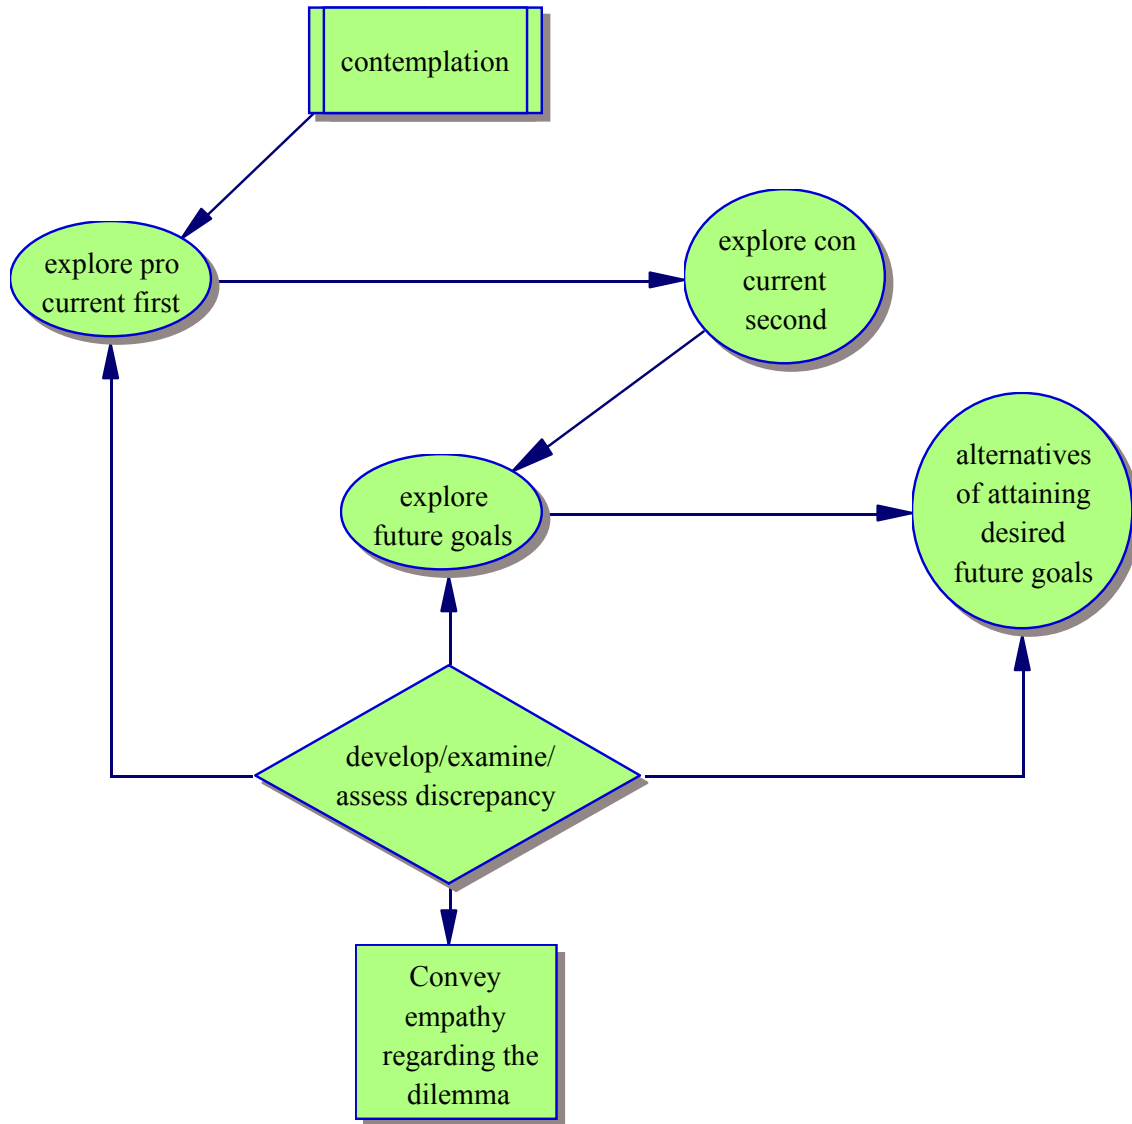 contemplation
explore pro
current first
explore con
current
second
explore
future goals
alternatives
of attaining
desired
future goals
develop/examine/
assess discrepancy
Convey
empathy
regarding the
dilemma